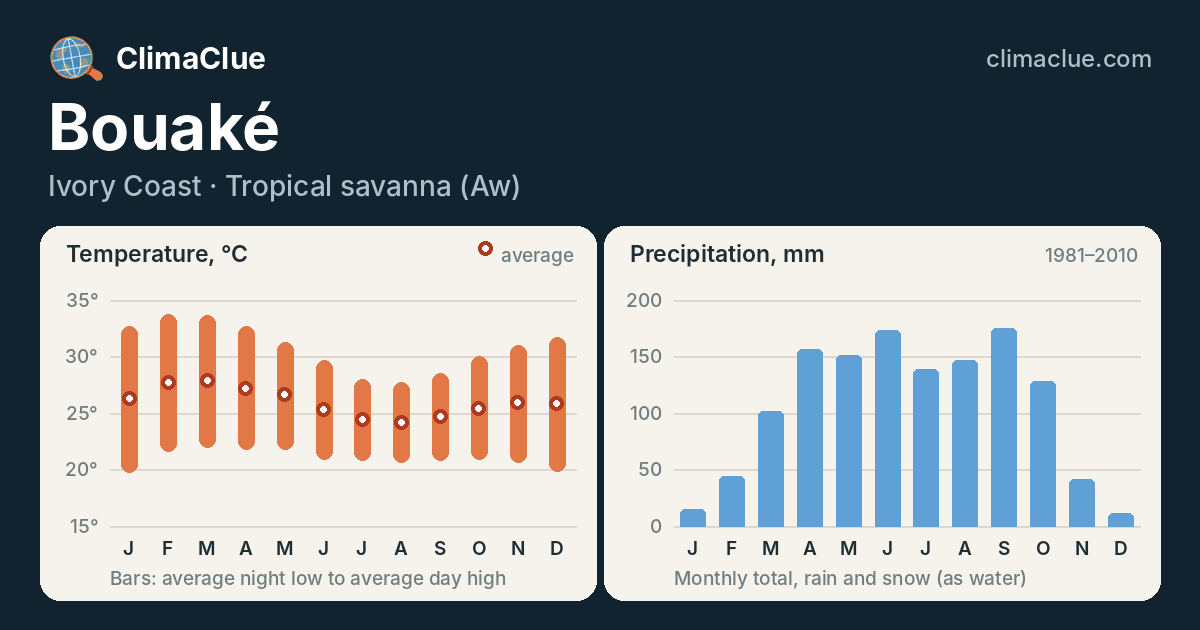 ClimaClue
climaclue.com
Bouaké
Ivory Coast · Tropical savanna (Aw)
Temperature, °C
average
35°
30°
25°
20°
15°
J F M A M J J A S O N D
Bars: average night low to average day high
Precipitation, mm
1981–2010
200
150
100
50
0
J F M A M J J A S O N D
Monthly total, rain and snow (as water)